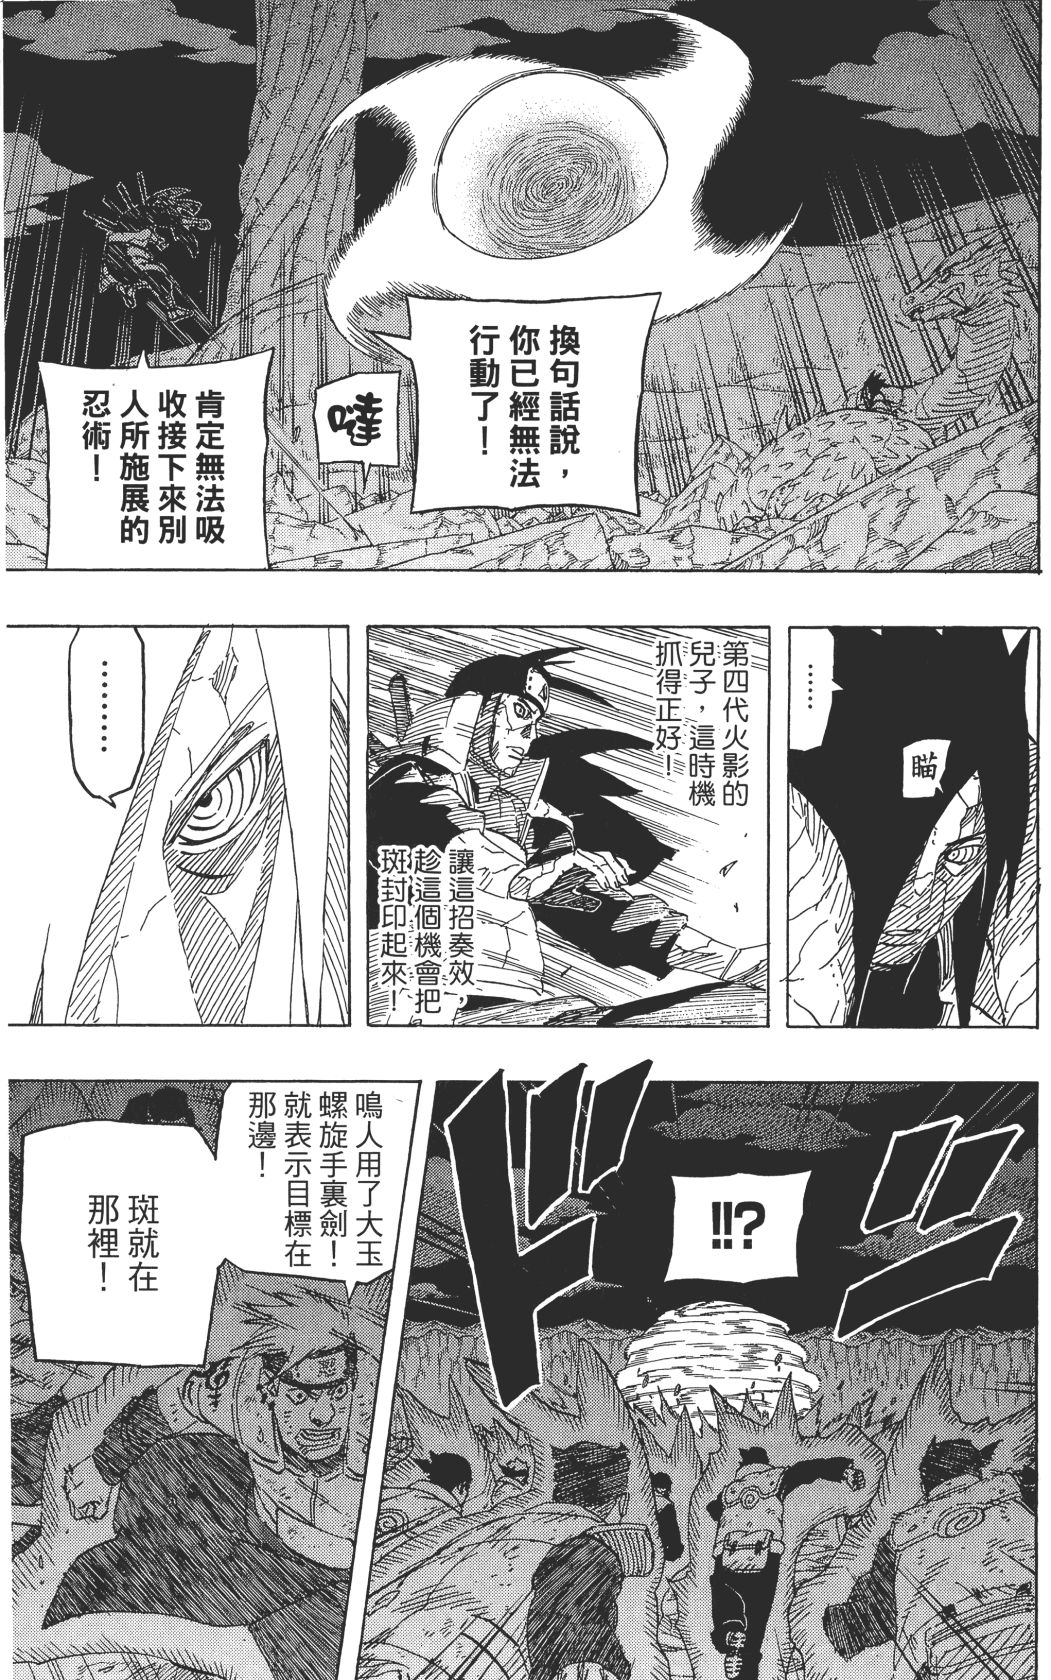 換句話說，
你已經無法
行動了！
噠
肯定無法吸
收接下來別
人所施展的
忍術！
……
瞄
第四代火影的
兒子，這時機
抓得正好！
讓這招奏效，
趁這個機會把
斑封印起來！
………
!!?
ドン
鳴人用了大玉
螺旋手裏劍！
就表示目標在
那邊！
斑就在
那裡！